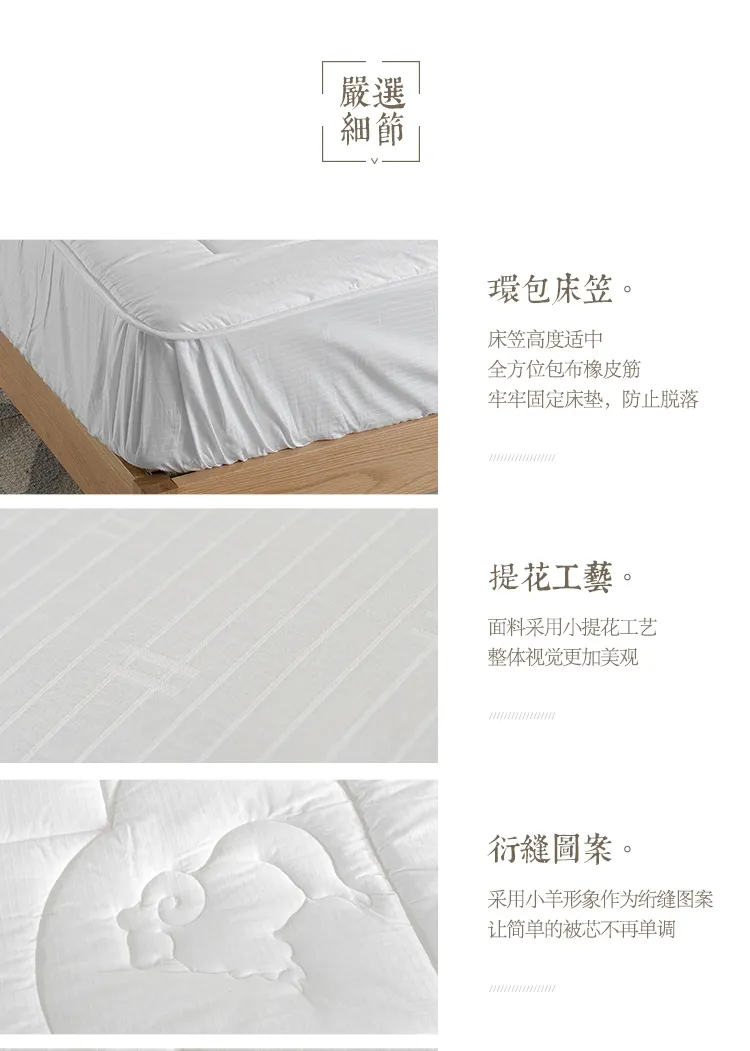 嚴選
細節
環包床笠。
床笠高度适中
全方位包布橡皮筋
牢牢固定床垫，防止脱落
提花工藝。
面料采用小提花工艺
整体视觉更加美观
衍縫圖案。
采用小羊形象作为绗缝图案
让简单的被芯不再单调